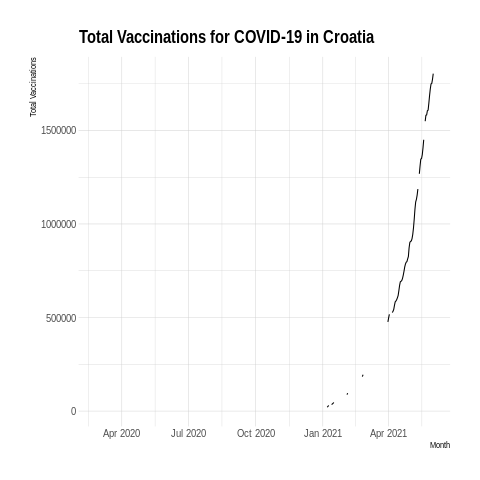 Total Vaccinations for COVID-19 in Croatia
Total Vaccinations
1500000
1000000
500000
0
Apr 2020 Jul 2020 Oct 2020 Jan 2021 Apr 2021
Month